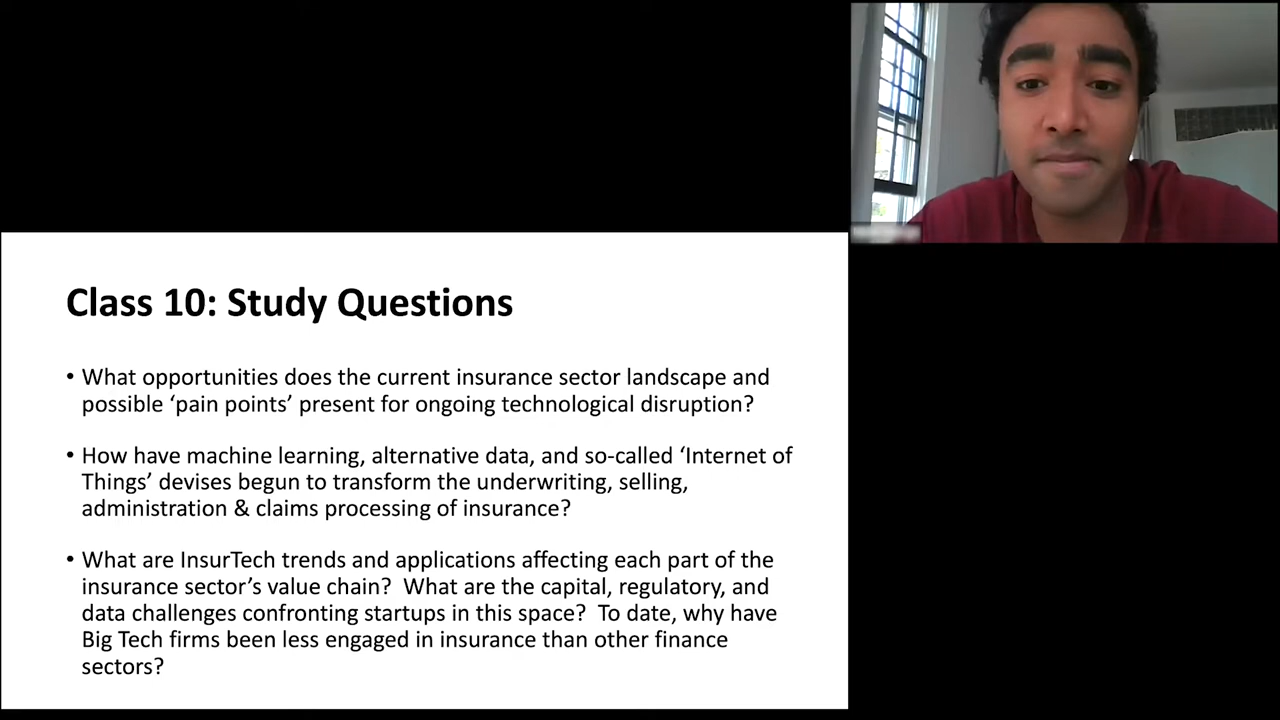 Class 10: Study Questions
• What opportunities does the current insurance sector landscape and
possible ‘pain points’ present for ongoing technological disruption?
• How have machine learning, alternative data, and so-called ‘Internet of
Things’ devises begun to transform the underwriting, selling,
administration & claims processing of insurance?
• What are InsurTech trends and applications affecting each part of the
insurance sector’s value chain?  What are the capital, regulatory, and
data challenges confronting startups in this space?  To date, why have
Big Tech firms been less engaged in insurance than other finance
sectors?